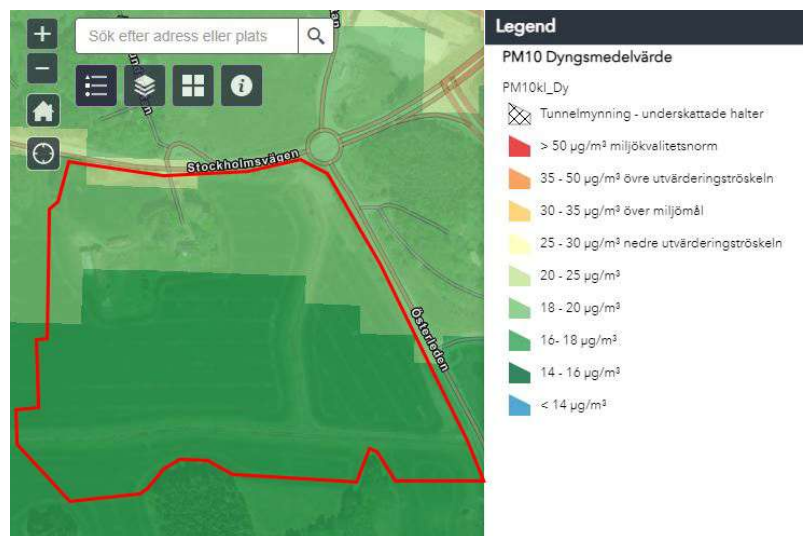 +
Sök efter adress eller plats
−
Stockholmsvägen
Österleden
Legend
PM10 Dyngsmedelvärde
PM10kl_Dy
Tunnelmynning - underskattade halter
> 50 µg/m³ miljökvalitetsnorm
35 - 50 µg/m³ övre utvärderingströskeln
30 - 35 µg/m³ över miljömål
25 - 30 µg/m³ nedre utvärderingströskeln
20 - 25 µg/m³
18 - 20 µg/m³
16- 18 µg/m³
14 - 16 µg/m³
< 14 µg/m³